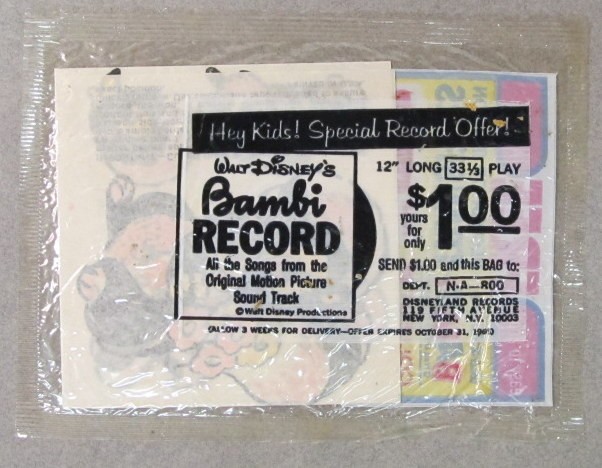 Hey Kids! Special Record Offer!
WALT DISNEY'S
Bambi
RECORD
All the Songs from the
Original Motion Picture
Sound Track
© Walt Disney Productions
12" LONG 33⅓ PLAY
yours
for
only
$1.00
SEND $1.00 and this BAG to:
DEPT. N-A-800
DISNEYLAND RECORDS
119 FIFTH AVENUE
NEW YORK, N.Y. 10003
(ALLOW 3 WEEKS FOR DELIVERY—OFFER EXPIRES OCTOBER 31,